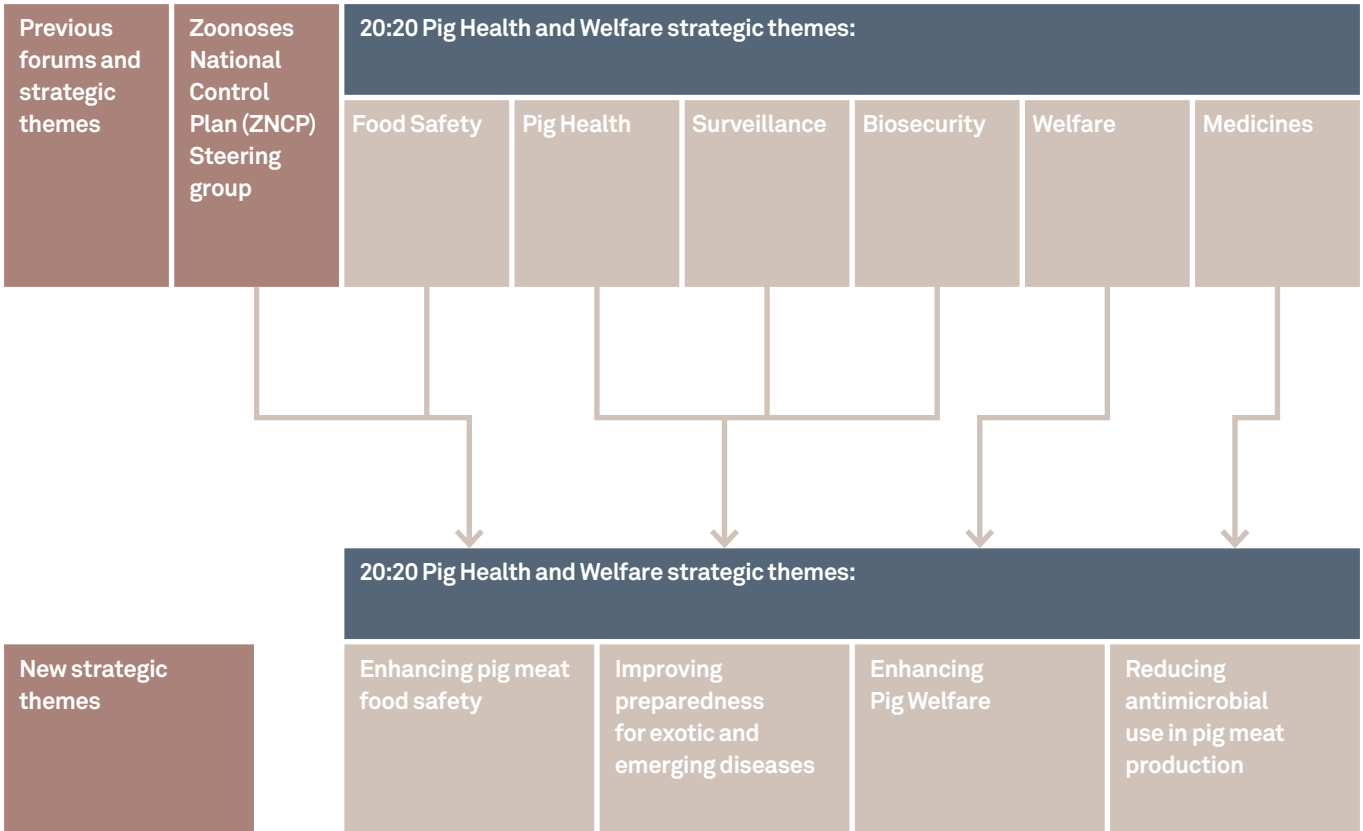 Previous
forums and
strategic
themes
Zoonoses
National
Control
Plan (ZNCP)
Steering
group
20:20 Pig Health and Welfare strategic themes:
Food Safety
Pig Health
Surveillance
Biosecurity
Welfare
Medicines
20:20 Pig Health and Welfare strategic themes:
New strategic
themes
Enhancing pig meat
food safety
Improving
preparedness
for exotic and
emerging diseases
Enhancing
Pig Welfare
Reducing
antimicrobial
use in pig meat
production